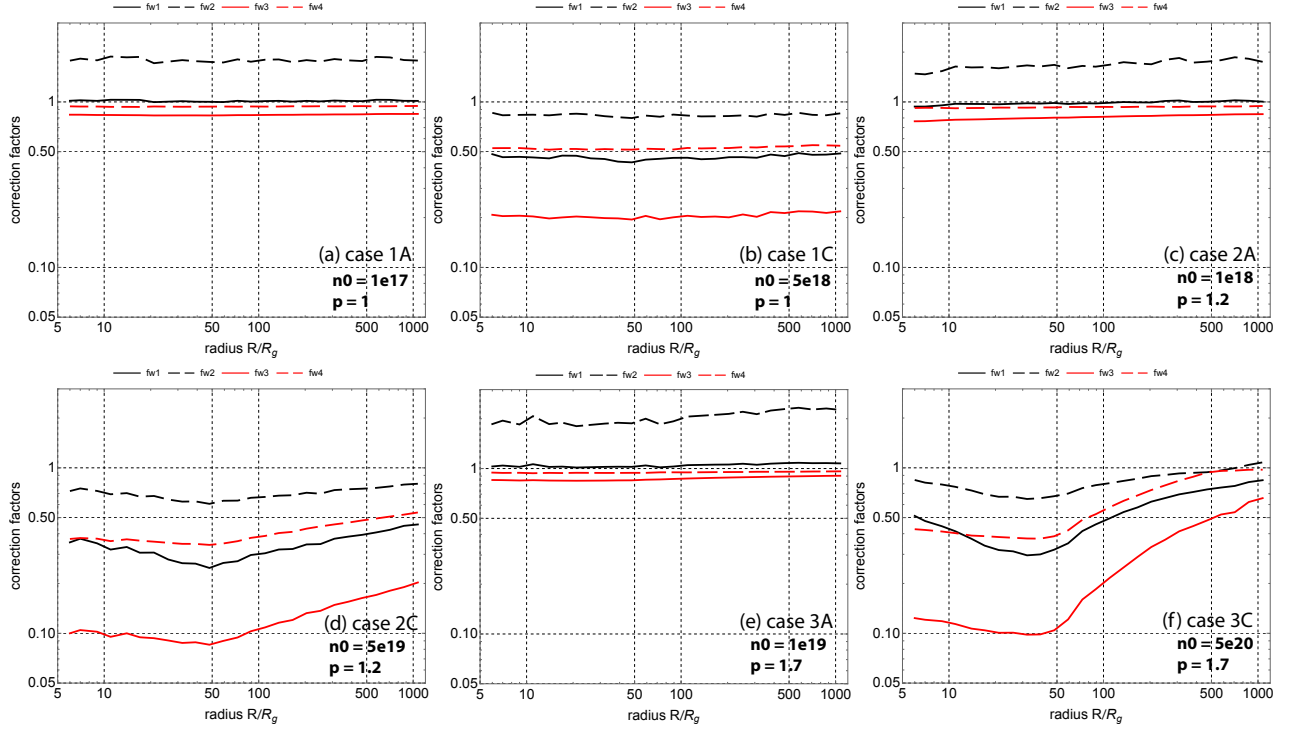 fw1 fw2 fw3 fw4
correction factors
1
0.50
0.10
0.05
5 10 50 100 500 1000
radius R/Rg
(a) case 1A
n0 = 1e17
p = 1
fw1 fw2 fw3 fw4
correction factors
1
0.50
0.10
0.05
5 10 50 100 500 1000
radius R/Rg
(b) case 1C
n0 = 5e18
p = 1
fw1 fw2 fw3 fw4
correction factors
1
0.50
0.10
0.05
5 10 50 100 500 1000
radius R/Rg
(c) case 2A
n0 = 1e18
p = 1.2
fw1 fw2 fw3 fw4
correction factors
1
0.50
0.10
0.05
5 10 50 100 500 1000
radius R/Rg
(d) case 2C
n0 = 5e19
p = 1.2
fw1 fw2 fw3 fw4
correction factors
1
0.50
0.10
0.05
5 10 50 100 500 1000
radius R/Rg
(e) case 3A
n0 = 1e19
p = 1.7
fw1 fw2 fw3 fw4
correction factors
1
0.50
0.10
0.05
5 10 50 100 500 1000
radius R/Rg
(f) case 3C
n0 = 5e20
p = 1.7